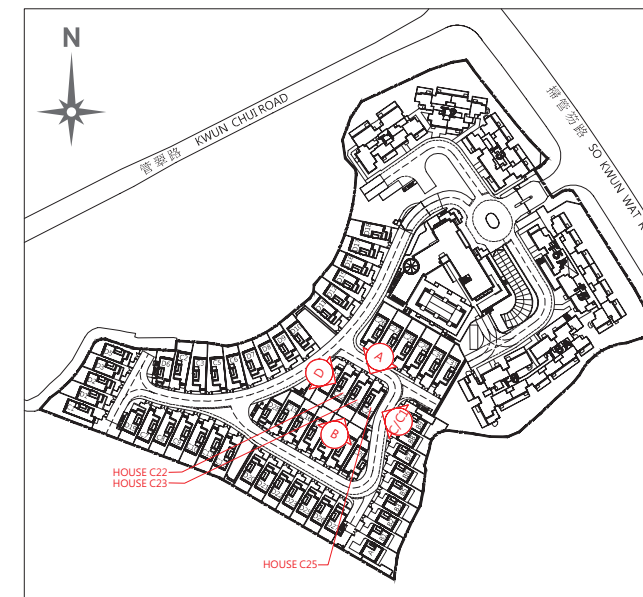 N
管翠路 KWUN CHUI ROAD
掃管笏路 SO KWUN WAT R
A
D
C
B
HOUSE C22
HOUSE C23
HOUSE C25